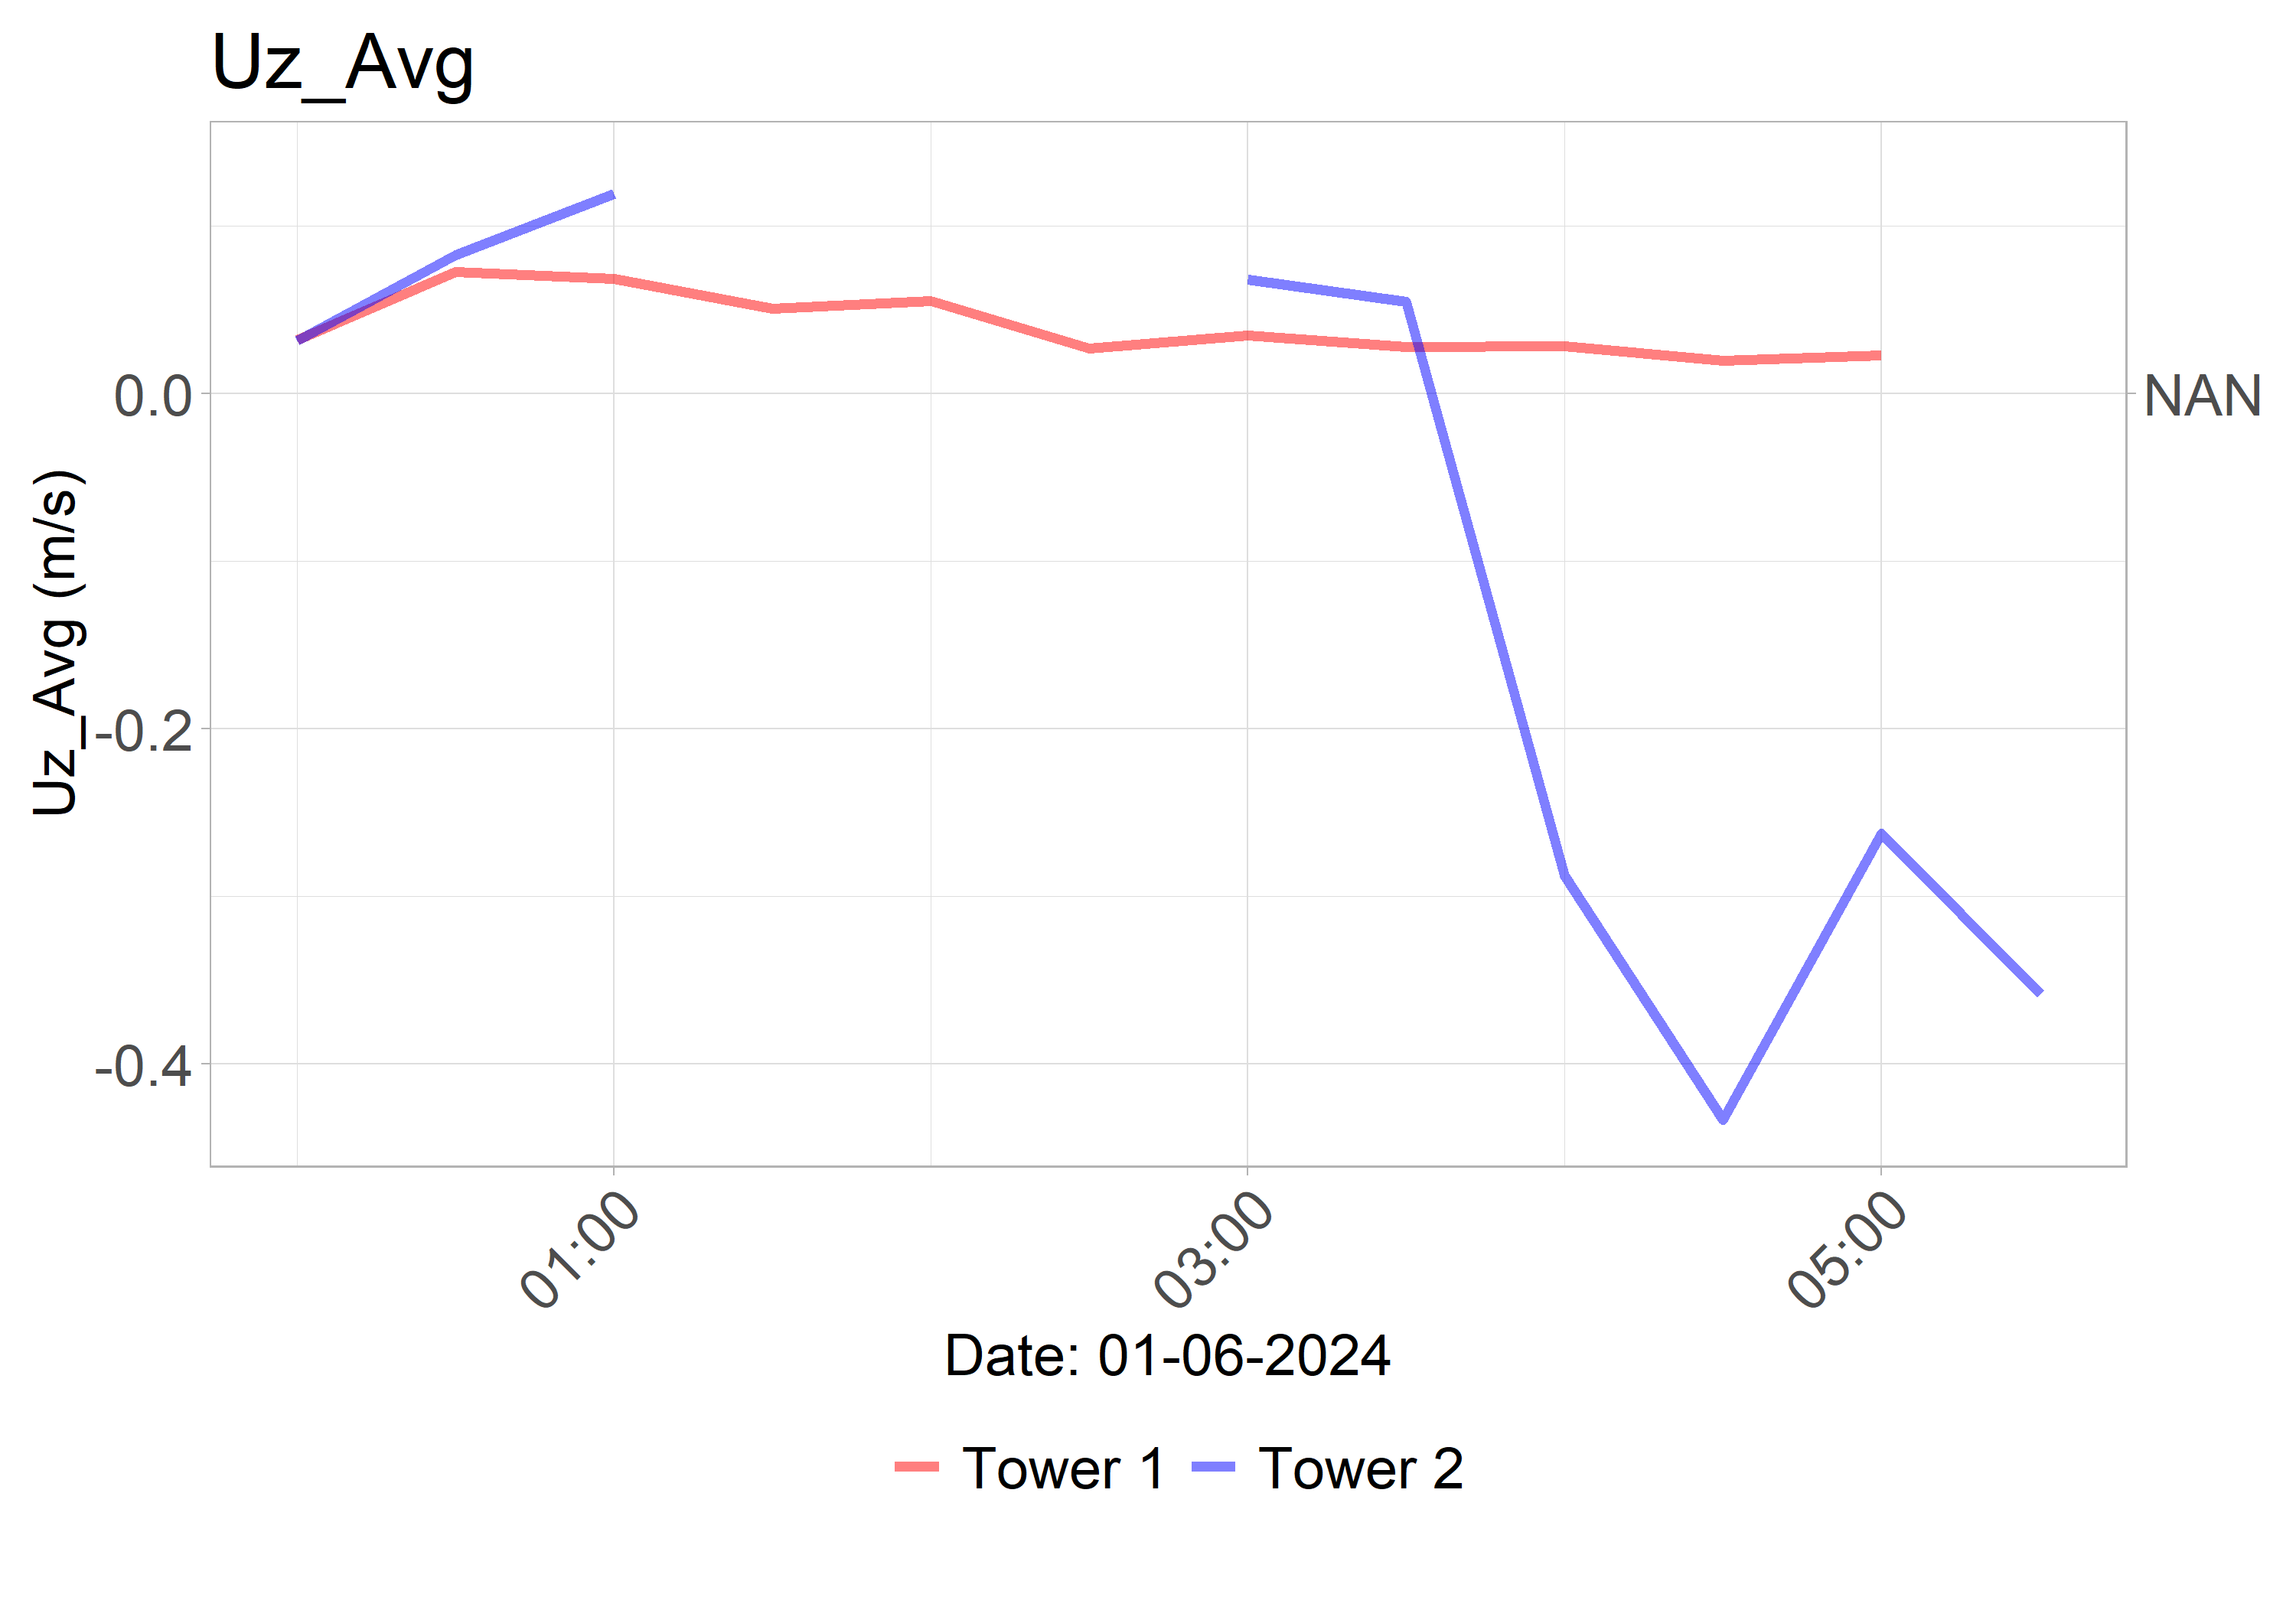 Uz_Avg
Uz_Avg (m/s)
0.0
-0.2
-0.4
NAN
01:00
03:00
05:00
Date: 01-06-2024
Tower 1
Tower 2